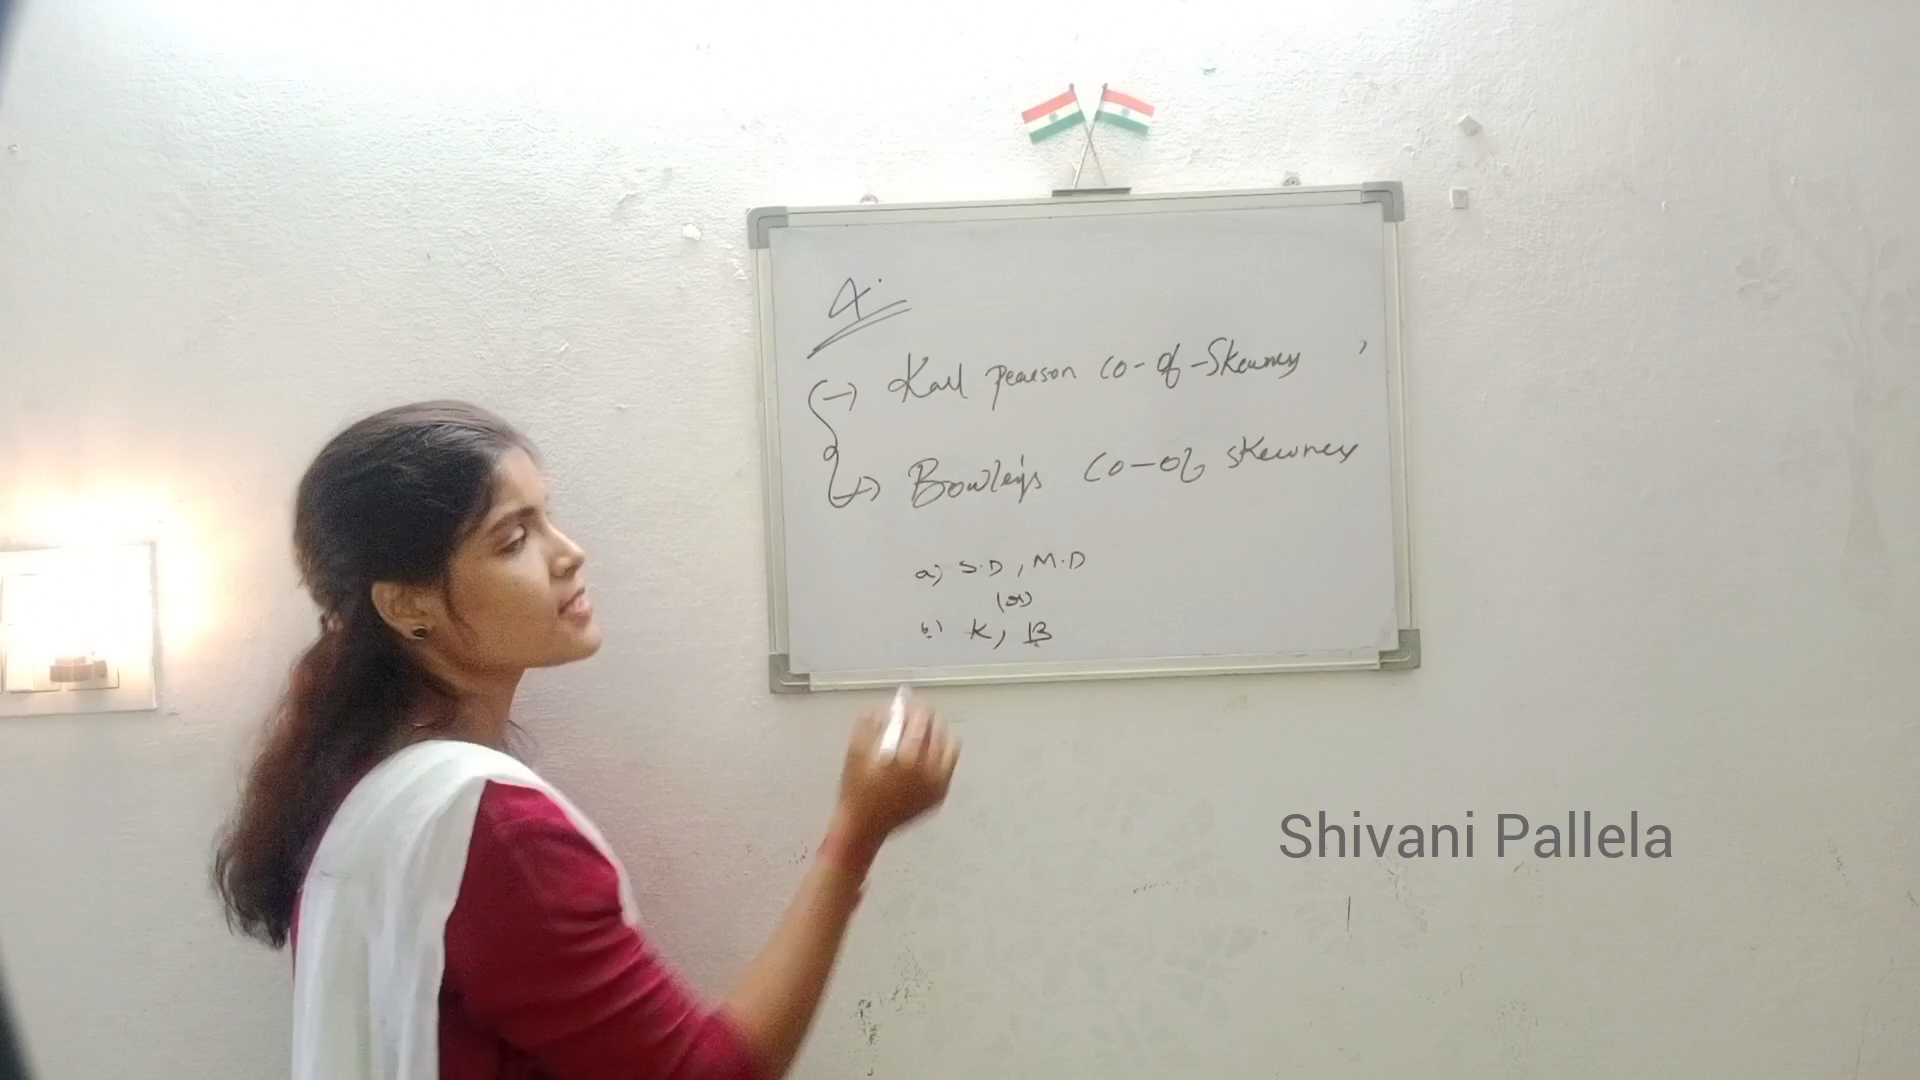 4.
→ Karl pearson co-of-Skewness
→ Bowley's co-of skewness
a) S.D, M.D
(or)
b) K, B
Shivani Pallela